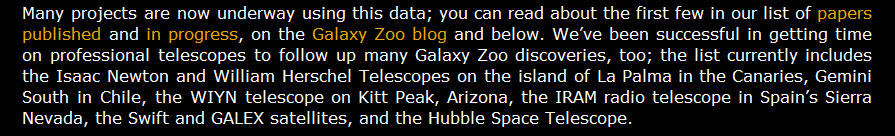 Many projects are now underway using this data; you can read about the first few in our list of papers
published and in progress, on the Galaxy Zoo blog and below. We’ve been successful in getting time
on professional telescopes to follow up many Galaxy Zoo discoveries, too; the list currently includes
the Isaac Newton and William Herschel Telescopes on the island of La Palma in the Canaries, Gemini
South in Chile, the WIYN telescope on Kitt Peak, Arizona, the IRAM radio telescope in Spain’s Sierra
Nevada, the Swift and GALEX satellites, and the Hubble Space Telescope.